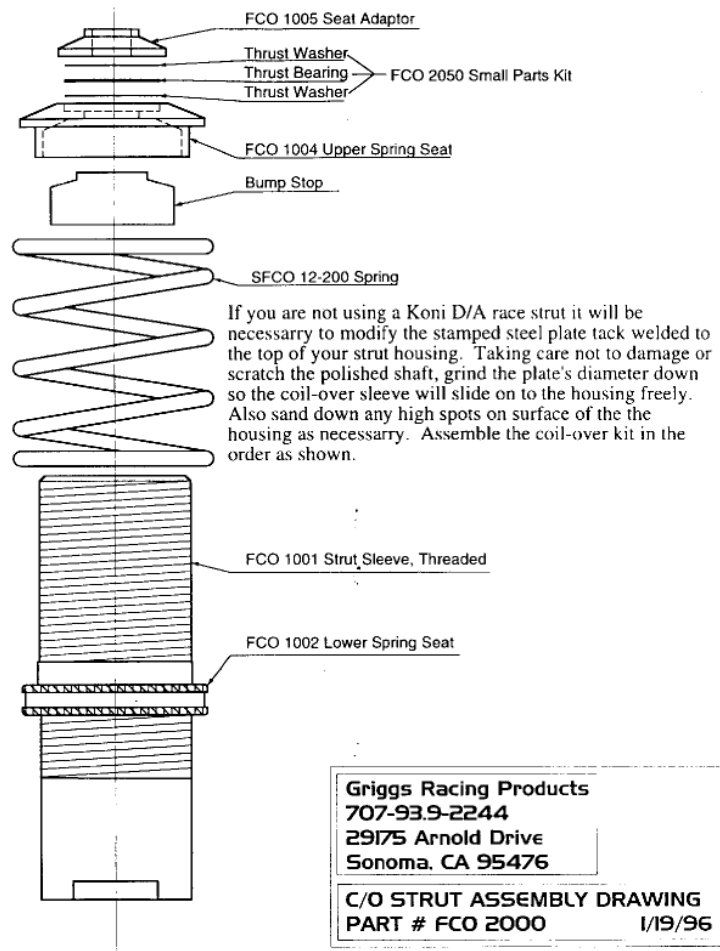 FCO 1005 Seat Adaptor
Thrust Washer
Thrust Bearing
Thrust Washer
FCO 2050 Small Parts Kit
FCO 1004 Upper Spring Seat
Bump Stop
SFCO 12-200 Spring
If you are not using a Koni D/A race strut it will be
necessarry to modify the stamped steel plate tack welded to
the top of your strut housing. Taking care not to damage or
scratch the polished shaft, grind the plate's diameter down
so the coil-over sleeve will slide on to the housing freely.
Also sand down any high spots on surface of the the
housing as necessarry. Assemble the coil-over kit in the
order as shown.
FCO 1001 Strut Sleeve, Threaded
FCO 1002 Lower Spring Seat
Griggs Racing Products
707-93.9-2244
29175 Arnold Drive
Sonoma, CA 95476
C/O STRUT ASSEMBLY DRAWING
PART # FCO 2000 1/19/96